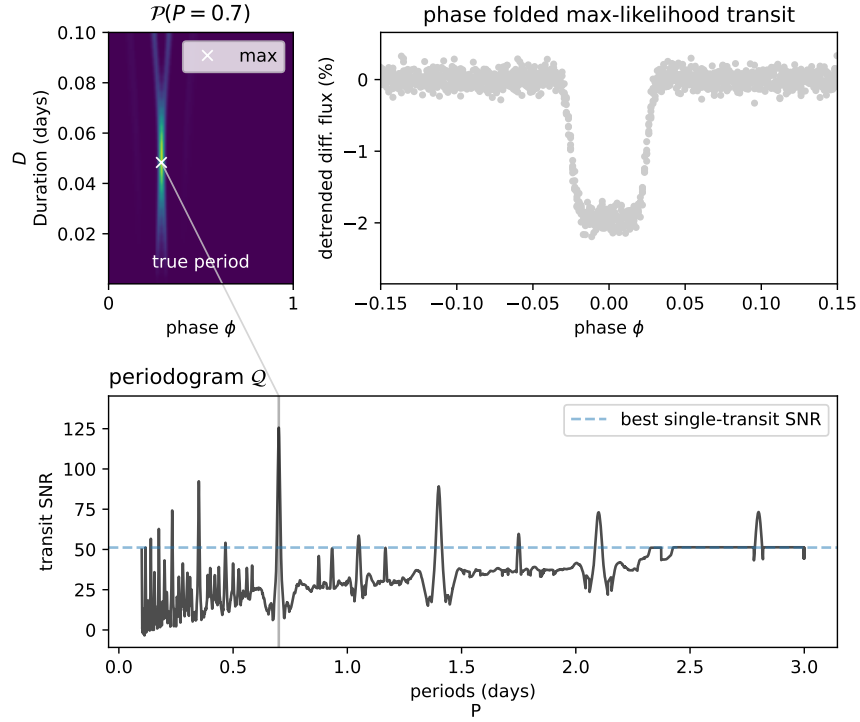 𝒫(P = 0.7)
phase folded max-likelihood transit
0.10
0.08
0.06
0.04
0.02
D
Duration (days)
max
true period
0
1
phase ϕ
0
−1
−2
detrended diff. flux (%)
−0.15
−0.10
−0.05
0.00
0.05
0.10
0.15
phase ϕ
periodogram 𝒬
125
100
75
50
25
0
transit SNR
best single-transit SNR
0.0
0.5
1.0
1.5
2.0
2.5
3.0
periods (days)
P